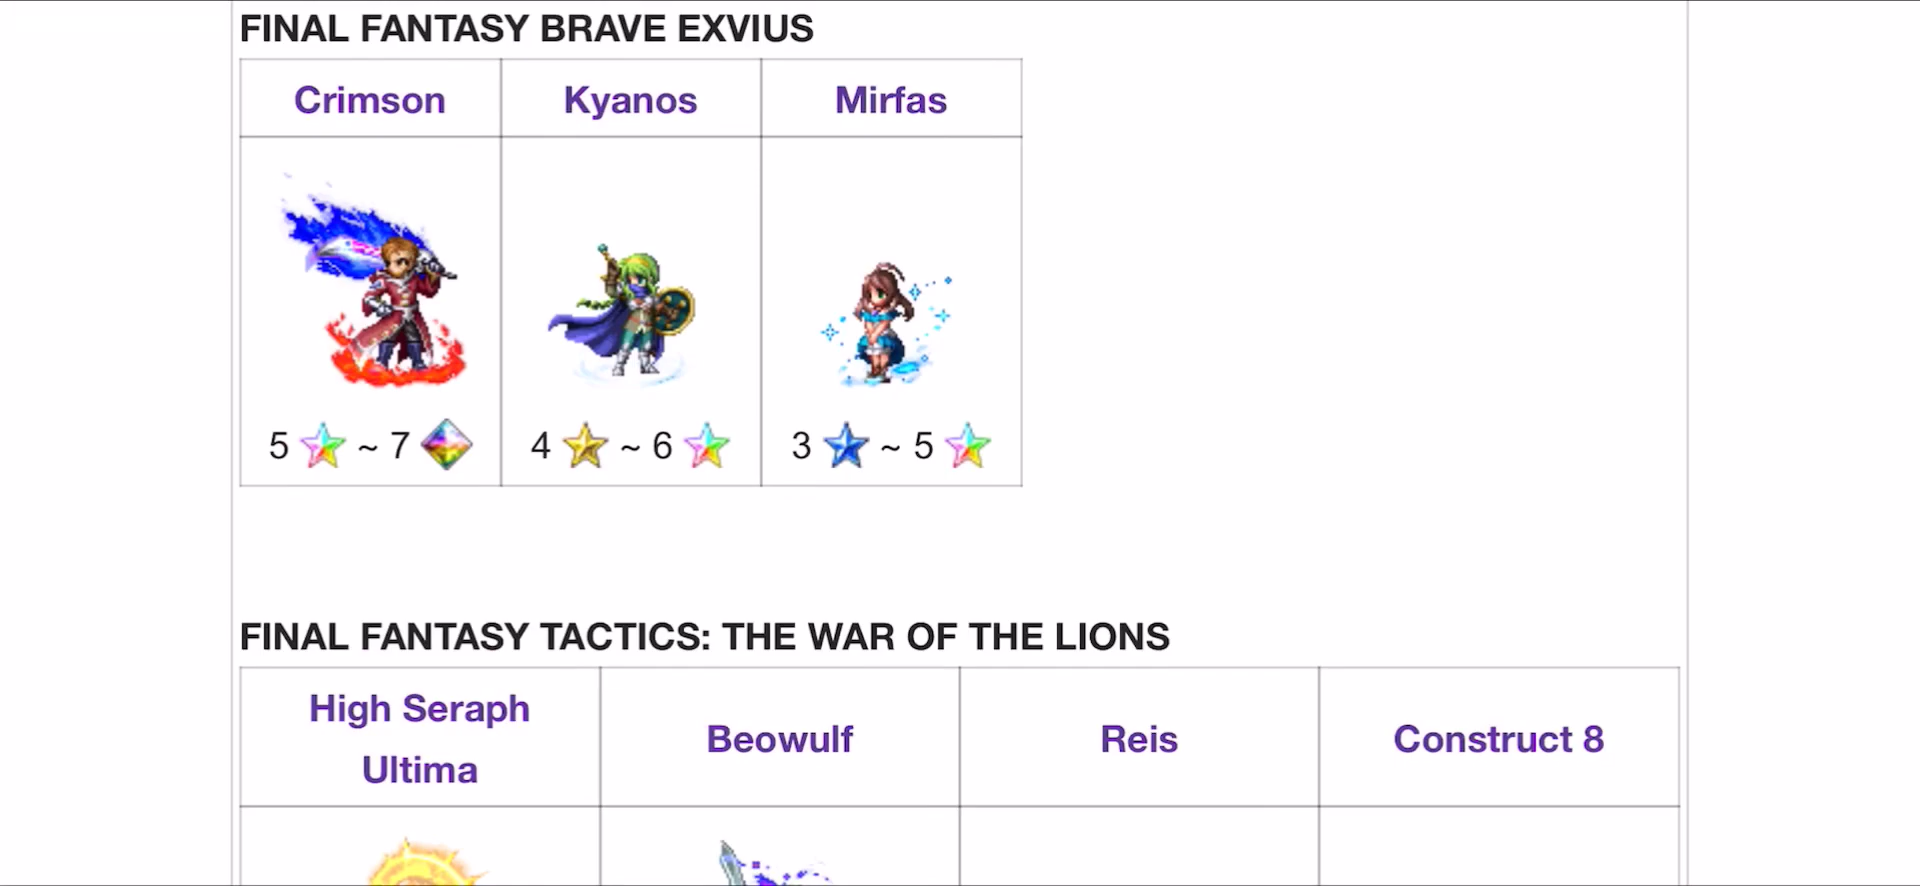 FINAL FANTASY BRAVE EXVIUS
Crimson Kyanos Mirfas
5 ~ 7 4 ~ 6 3 ~ 5
FINAL FANTASY TACTICS: THE WAR OF THE LIONS
High Seraph
Ultima
Beowulf Reis Construct 8